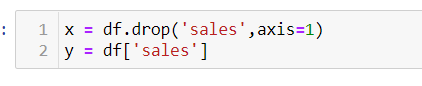 1 x = df.drop('sales',axis=1)
2 y = df['sales']